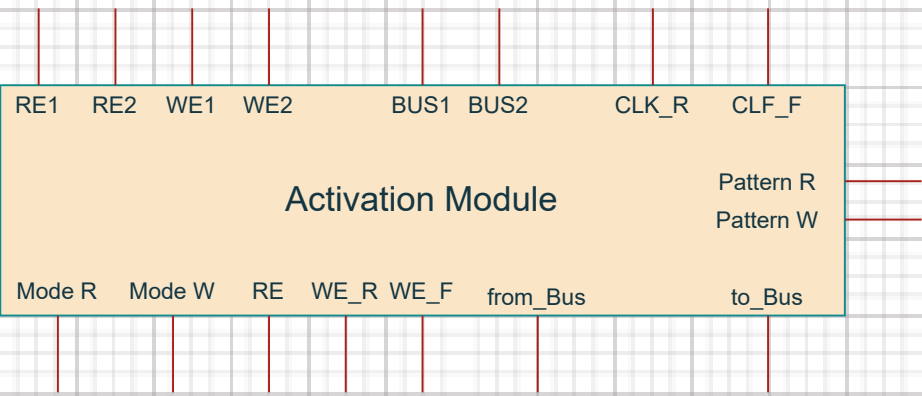 RE1 RE2 WE1 WE2 BUS1 BUS2 CLK_R CLF_F
Pattern R
Activation Module
Pattern W
Mode R Mode W RE WE_R WE_F from_Bus to_Bus